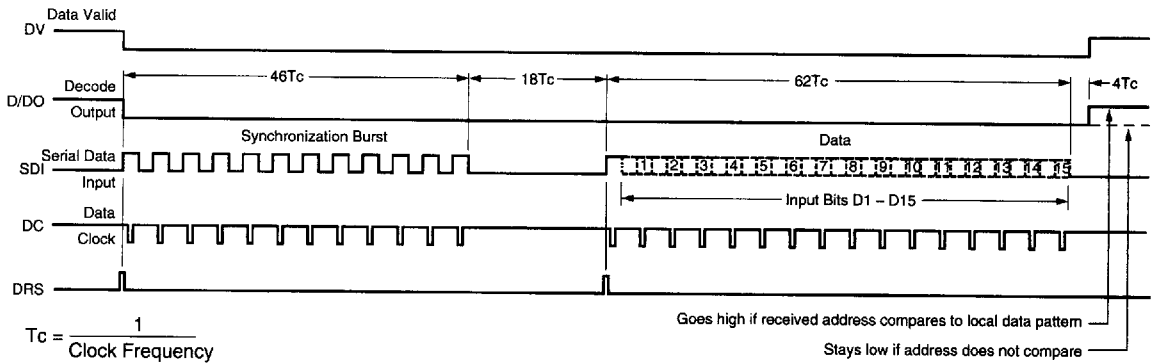 Data Valid
DV
46Tc
18Tc
62Tc
4Tc
Decode
D/DO
Output
Synchronization Burst
Data
Serial Data
SDI
Input
1 2 3 4 5 6 7 8 9 10 11 12 13 14 15
Input Bits D1 – D15
Data
DC
Clock
DRS
Goes high if received address compares to local data pattern
Tc = 1
Clock Frequency
Stays low if address does not compare